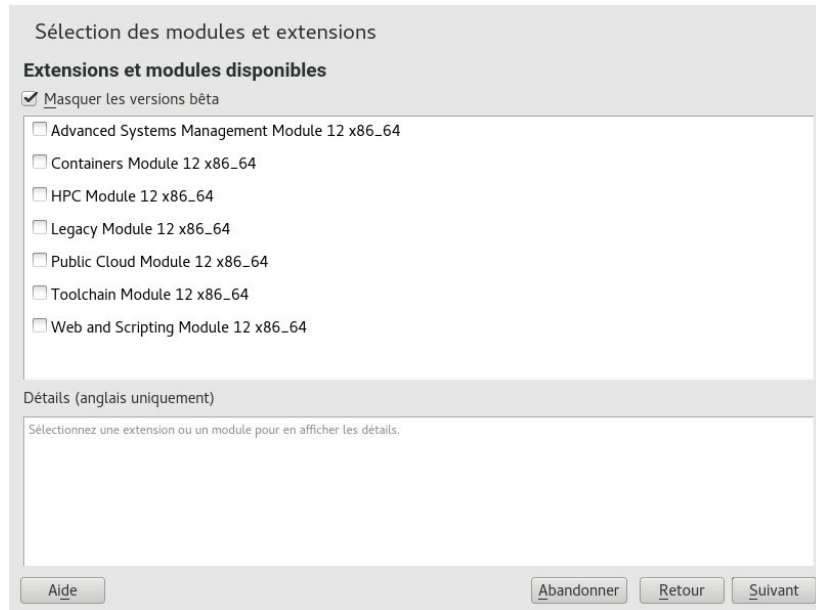 Sélection des modules et extensions
Extensions et modules disponibles
Masquer les versions bêta
Advanced Systems Management Module 12 x86_64
Containers Module 12 x86_64
HPC Module 12 x86_64
Legacy Module 12 x86_64
Public Cloud Module 12 x86_64
Toolchain Module 12 x86_64
Web and Scripting Module 12 x86_64
Détails (anglais uniquement)
Sélectionnez une extension ou un module pour en afficher les détails.
Aide Abandonner Retour Suivant